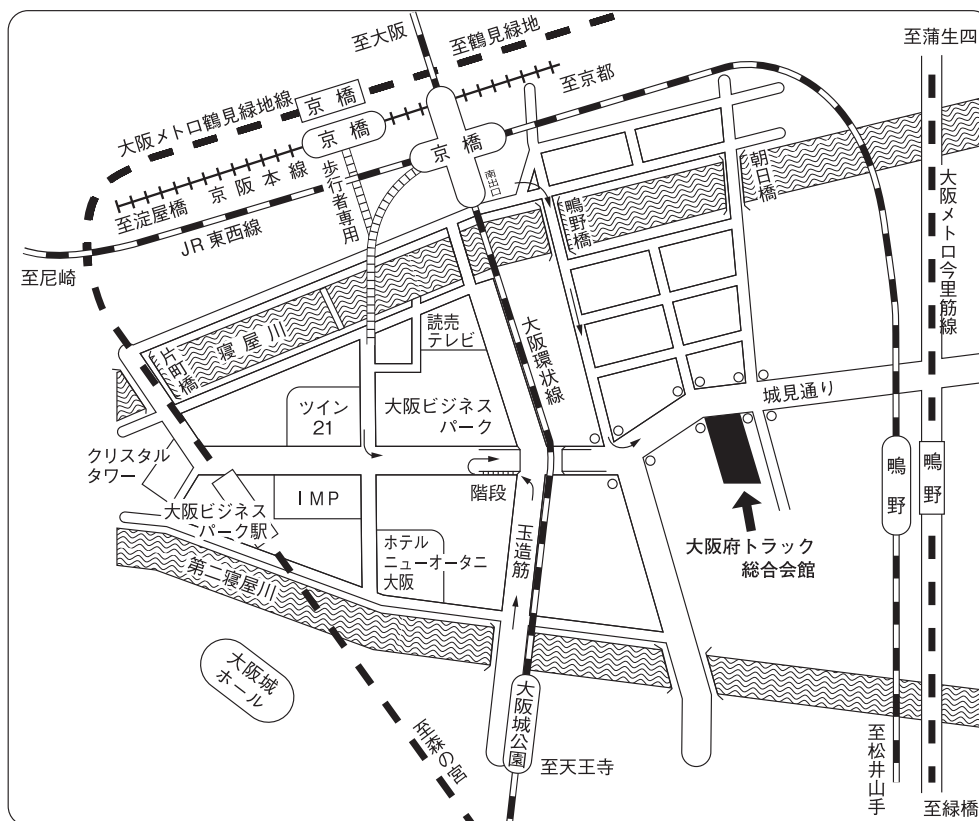 至大阪
至鶴見緑地
至蒲生四
大阪メトロ鶴見緑地線
京橋
至京都
京橋
京橋
京阪本線
歩行者専用
至淀屋橋
JR東西線
至尼崎
南出口
鴫野橋
朝日橋
大阪メトロ今里筋線
寝屋川
片町橋
読売
テレビ
大阪環状線
城見通り
ツイン
21
大阪ビジネス
パーク
クリスタル
タワー
IMP
階段
大阪ビジネス
パーク駅
ホテル
ニューオータニ
大阪
玉造筋
鴫野
鴫野
大阪府トラック
総合会館
第二寝屋川
大阪城
ホール
大阪城公園
至森の宮
至天王寺
至松井山手
至緑橋